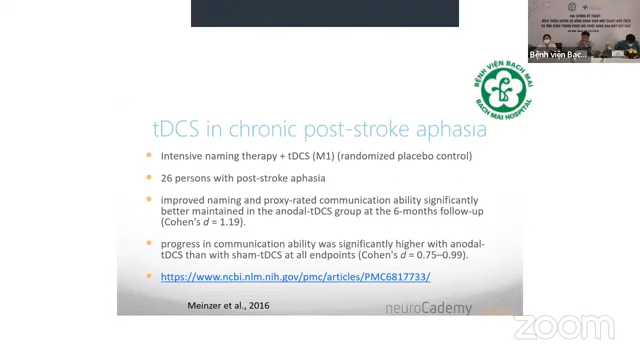 Bệnh viện Bạc...
BỆNH VIỆN BẠCH MAI
BACH MAI HOSPITAL
tDCS in chronic post-stroke aphasia
Intensive naming therapy + tDCS (M1) (randomized placebo control)
26 persons with post-stroke aphasia
improved naming and proxy-rated communication ability significantly
better maintained in the anodal-tDCS group at the 6-months follow-up
(Cohen's d = 1.19).
progress in communication ability was significantly higher with anodal-
tDCS than with sham-tDCS at all endpoints (Cohen's d = 0.75–0.99).
https://www.ncbi.nlm.nih.gov/pmc/articles/PMC6817733/
Meinzer et al., 2016
neuroCademy
zoom